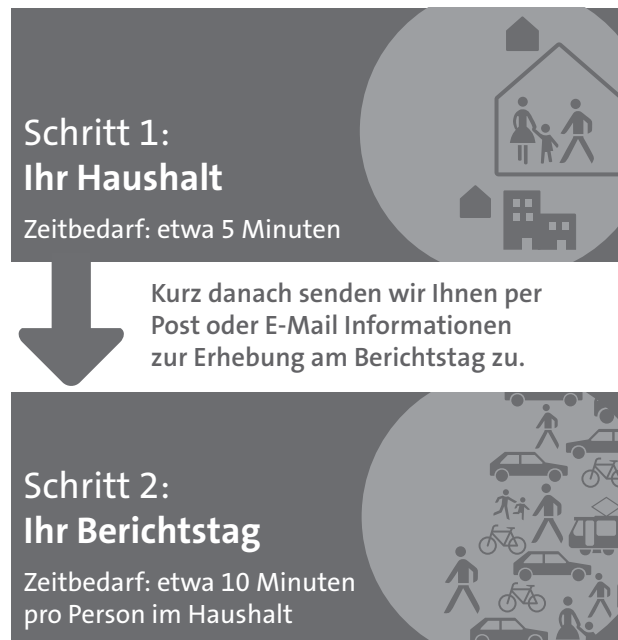 Schritt 1:
Ihr Haushalt
Zeitbedarf: etwa 5 Minuten
Kurz danach senden wir Ihnen per
Post oder E-Mail Informationen
zur Erhebung am Berichtstag zu.
Schritt 2:
Ihr Berichtstag
Zeitbedarf: etwa 10 Minuten
pro Person im Haushalt